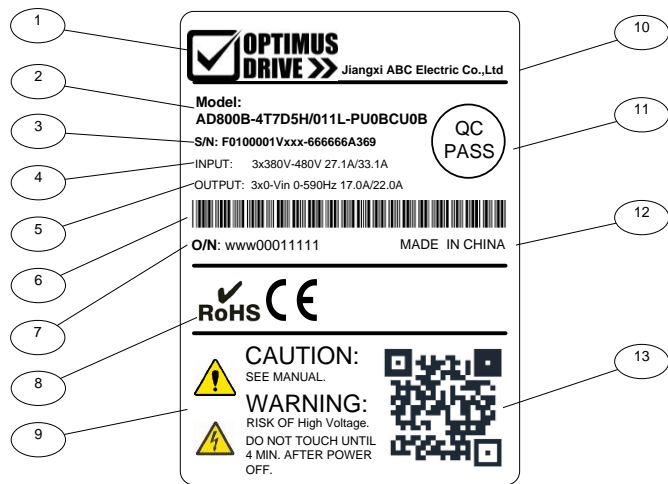 1
OPTIMUS
DRIVE
Jiangxi ABC Electric Co.,Ltd
10
2
Model:
AD800B-4T7D5H/011L-PU0BCU0B
QC
PASS
11
3
S/N: F0100001Vxxx-666666A369
4
INPUT: 3x380V-480V 27.1A/33.1A
5
OUTPUT: 3x0-Vin 0-590Hz 17.0A/22.0A
6
O/N: www00011111 MADE IN CHINA
12
7
RoHS CE
8
CAUTION:
SEE MANUAL.
13
9
WARNING:
RISK OF High Voltage.
DO NOT TOUCH UNTIL
4 MIN. AFTER POWER
OFF.